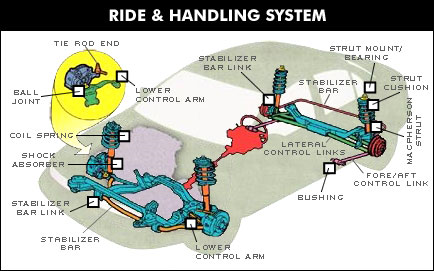 RIDE & HANDLING SYSTEM
TIE ROD END
BALL
JOINT
LOWER
CONTROL ARM
COIL SPRING
SHOCK
ABSORBER
STABILIZER
BAR LINK
STABILIZER
BAR
LOWER
CONTROL ARM
STABILIZER
BAR LINK
STABILIZER
BAR
STRUT MOUNT/
BEARING
STRUT
CUSHION
MACPHERSON
STRUT
LATERAL
CONTROL LINKS
FORE/AFT
CONTROL LINK
BUSHING